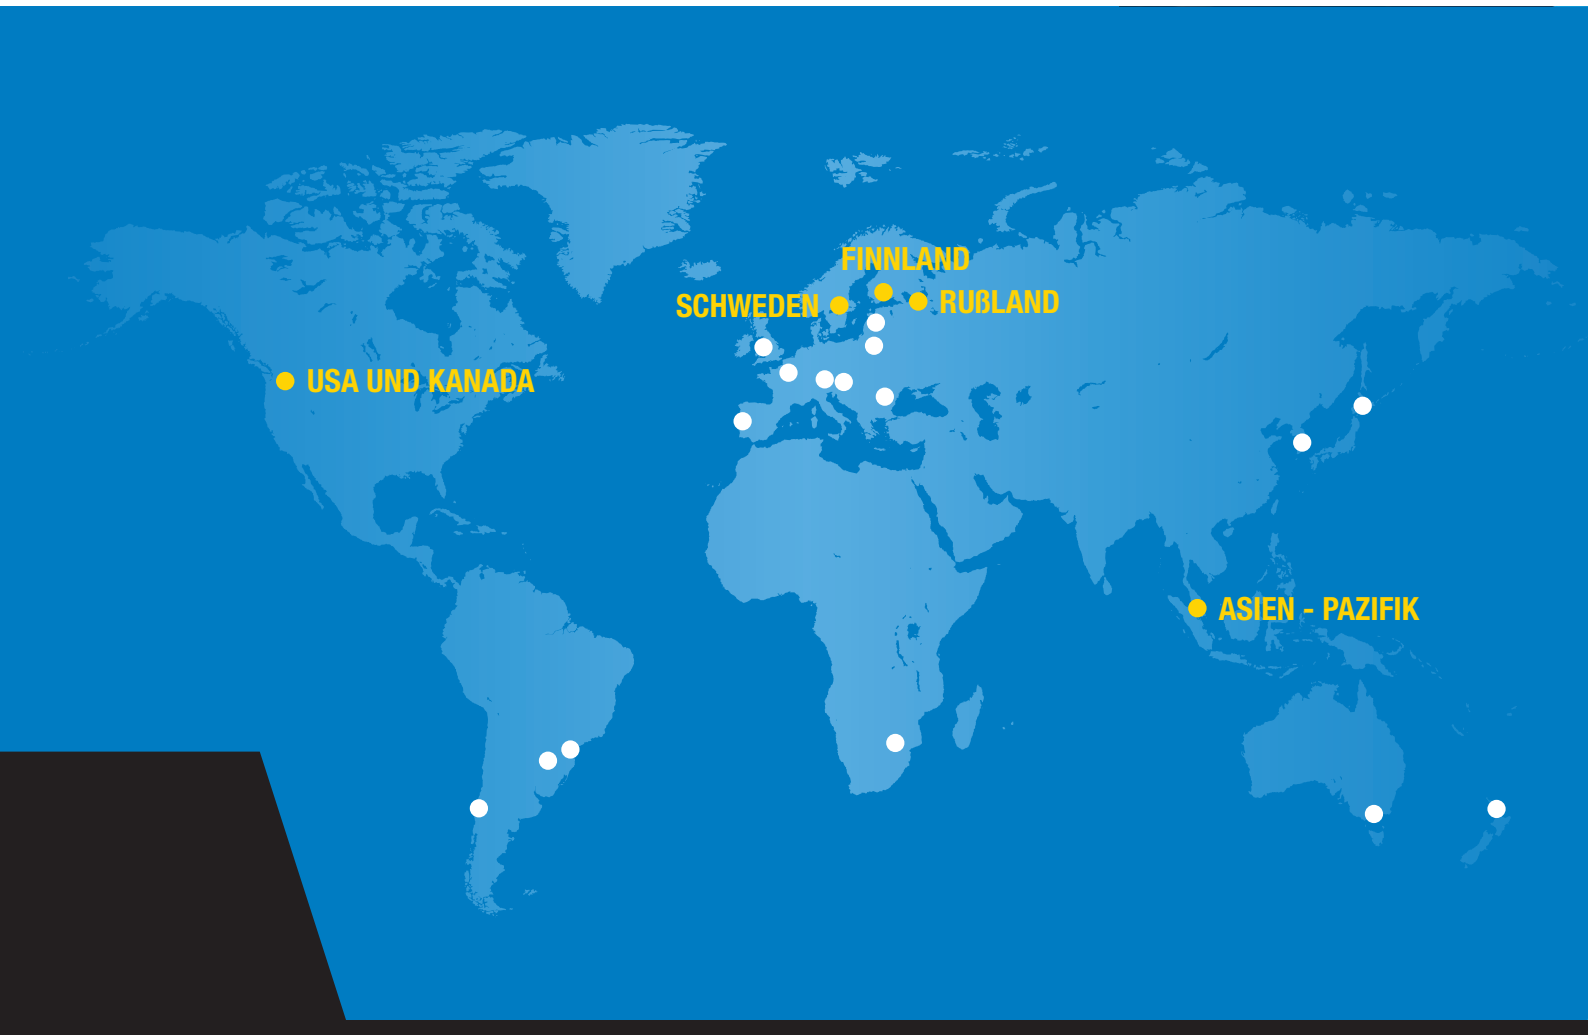 FINNLAND
SCHWEDEN
RUßLAND
USA UND KANADA
ASIEN - PAZIFIK